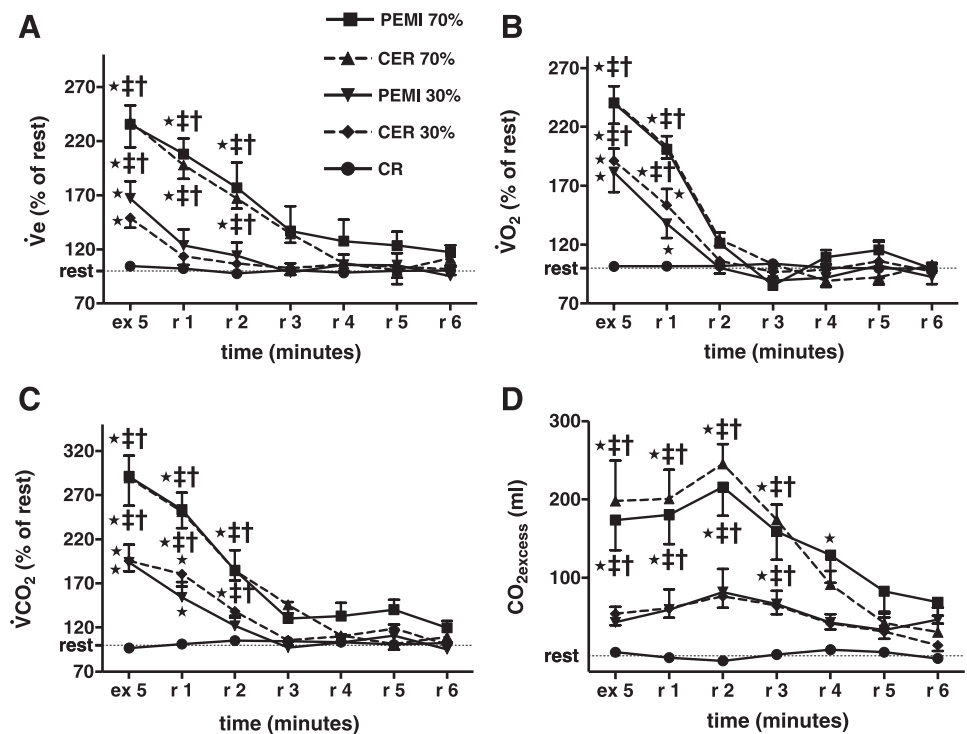 A
V̇e (% of rest)
270
220
170
120
rest
70
ex 5 r 1 r 2 r 3 r 4 r 5 r 6
time (minutes)
PEMI 70%
CER 70%
PEMI 30%
CER 30%
CR
★‡† ★‡† ★‡†
★‡† ★‡† ★‡†
★
★
B
V̇O2 (% of rest)
270
220
170
120
rest
70
ex 5 r 1 r 2 r 3 r 4 r 5 r 6
time (minutes)
★‡† ★‡†
★‡† ★‡†
★ ★
★ ★
C
V̇CO2 (% of rest)
320
270
220
170
120
rest
70
ex 5 r 1 r 2 r 3 r 4 r 5 r 6
time (minutes)
★‡† ★‡† ★‡†
★‡† ★‡† ★‡†
★ ★
★ ★
D
CO2excess (ml)
300
200
100
rest
ex 5 r 1 r 2 r 3 r 4 r 5 r 6
time (minutes)
★‡† ★‡† ★‡† ★‡† ★
★‡† ★‡† ★‡† ★‡†